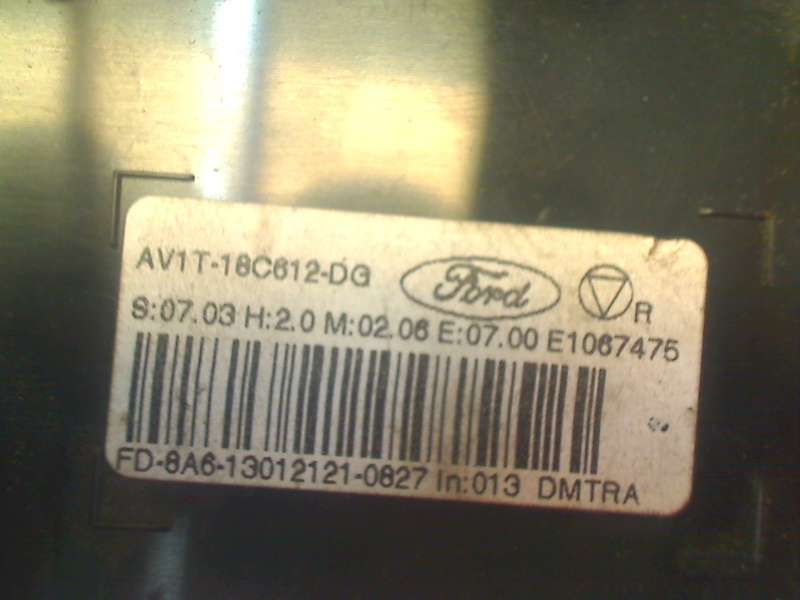 AV1T-18C612-DG Ford R
S:07.03 H:2.0 M:02.06 E:07.00 E1067475
FD-8A6-13012121-0827 In:013 DMTRA